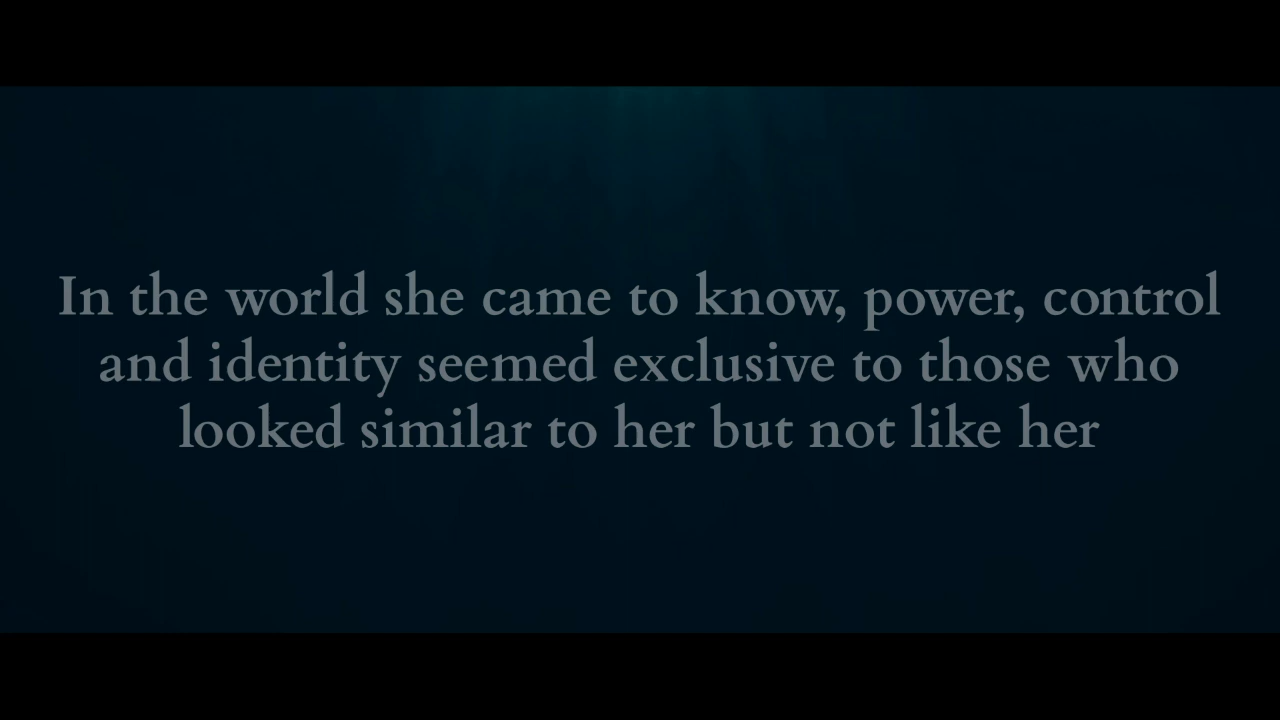 In the world she came to know, power, control
and identity seemed exclusive to those who
looked similar to her but not like her